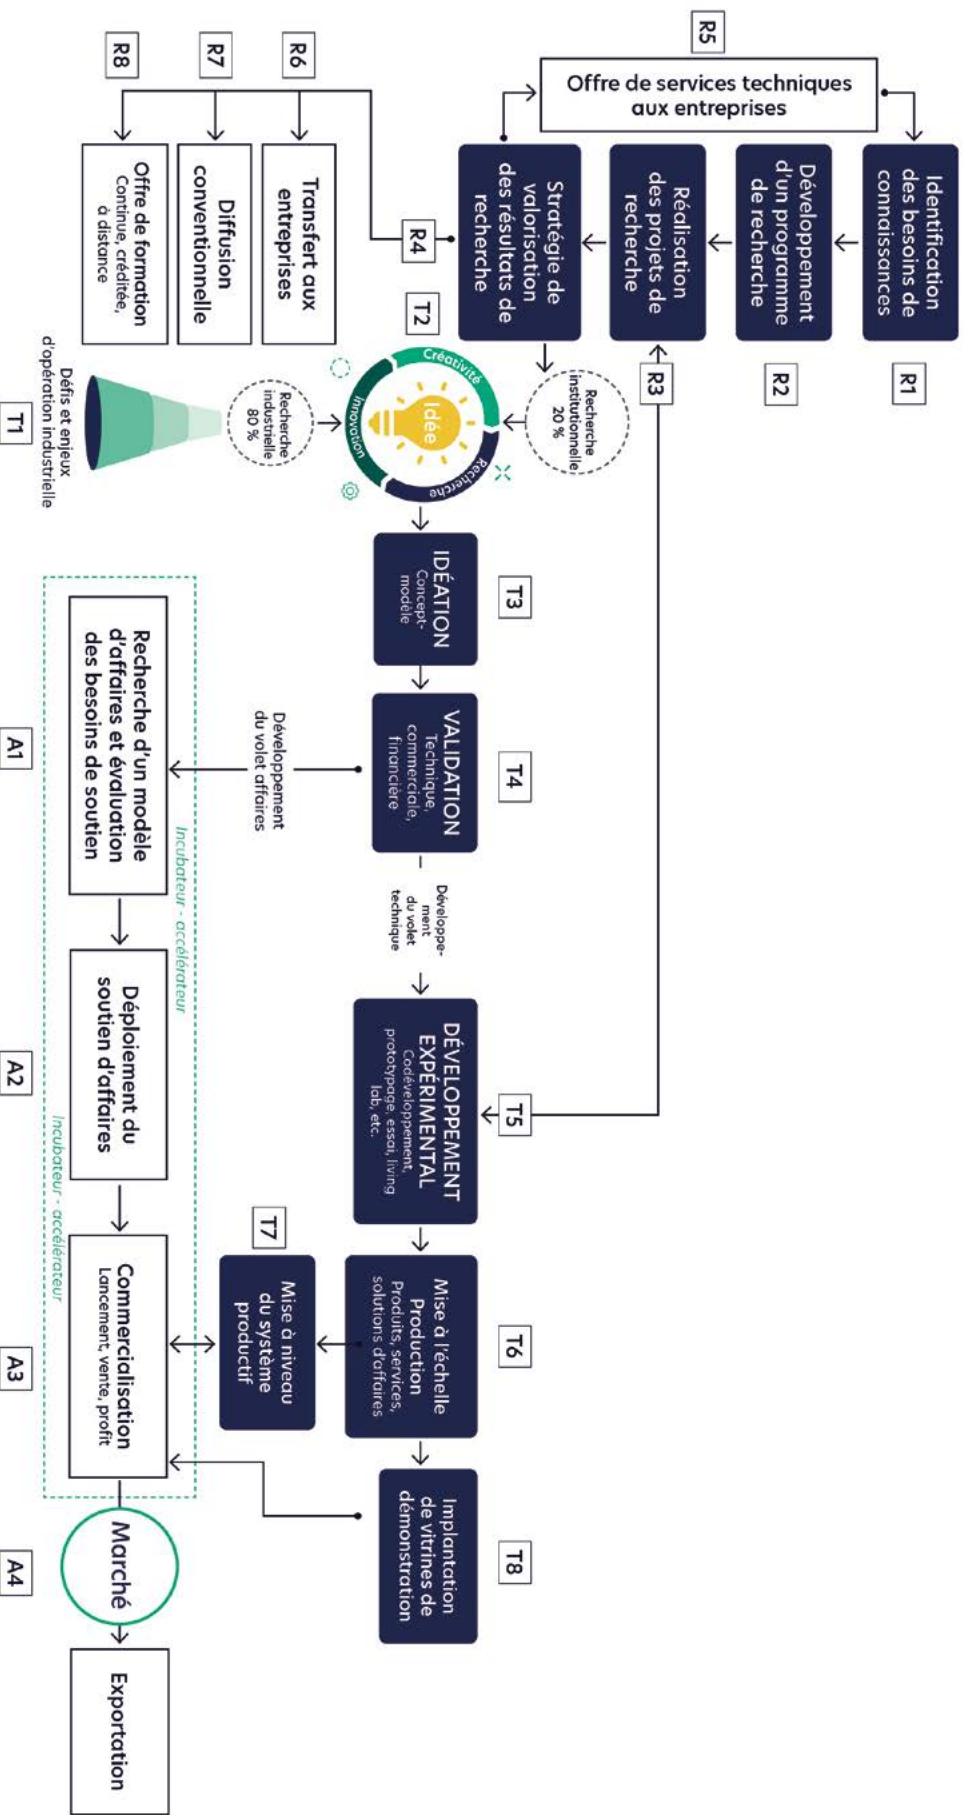 R5
Offre de services techniques
aux entreprises
Identification
des besoins de
connaissances
R1
Développement
d'un programme
de recherche
R2
Réalisation
des projets de
recherche
R3
Stratégie de
valorisation
des résultats de
recherche
R4
R6
Transfert aux
entreprises
R7
Diffusion
conventionnelle
R8
Offre de formation
Continue, créditée,
à distance
Recherche
institutionnelle
20 %
T2
Créativité
Recherche
Innovation
Idée
Recherche
industrielle
80 %
Défis et enjeux
d'opération industrielle
T1
T3
IDÉATION
Concept-
modèle
T4
VALIDATION
Technique,
commerciale,
financière
Développe-
ment
du volet
technique
T5
DÉVELOPPEMENT
EXPÉRIMENTAL
Codéveloppement,
prototypage, essai, living
lab, etc.
T6
Mise à l'échelle
Production
Produits, services,
solutions d'affaires
T7
Mise à niveau
du système
productif
T8
Implantation
de vitrines de
démonstration
Développement
du volet affaires
Incubateur - accélérateur
Recherche d'un modèle
d'affaires et évaluation
des besoins de soutien
A1
Déploiement du
soutien d'affaires
A2
Commercialisation
Lancement, vente, profit
A3
Incubateur - accélérateur
Marché
A4
Exportation